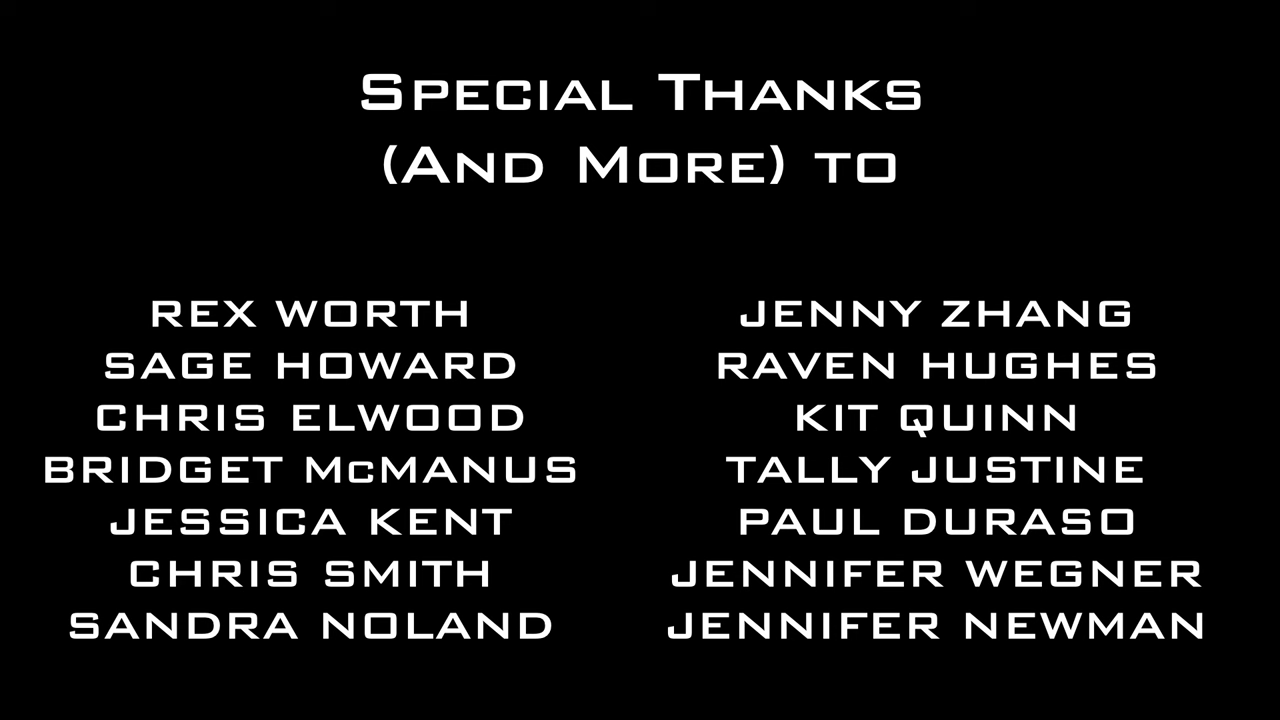 Special Thanks
(And More) to
REX WORTH
SAGE HOWARD
CHRIS ELWOOD
BRIDGET McMANUS
JESSICA KENT
CHRIS SMITH
SANDRA NOLAND
JENNY ZHANG
RAVEN HUGHES
KIT QUINN
TALLY JUSTINE
PAUL DURASO
JENNIFER WEGNER
JENNIFER NEWMAN